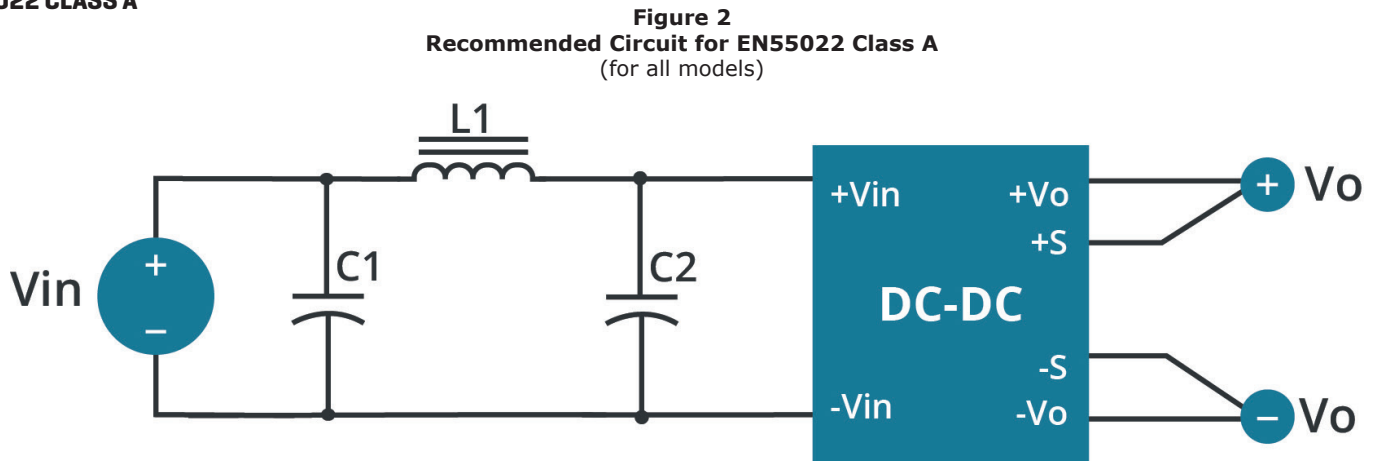 CLASS A
Figure 2
Recommended Circuit for EN55022 Class A
(for all models)
L1
+Vin
+Vo
+
Vo
+S
Vin
+
−
C1
C2
DC-DC
-S
-Vin
-Vo
−
Vo